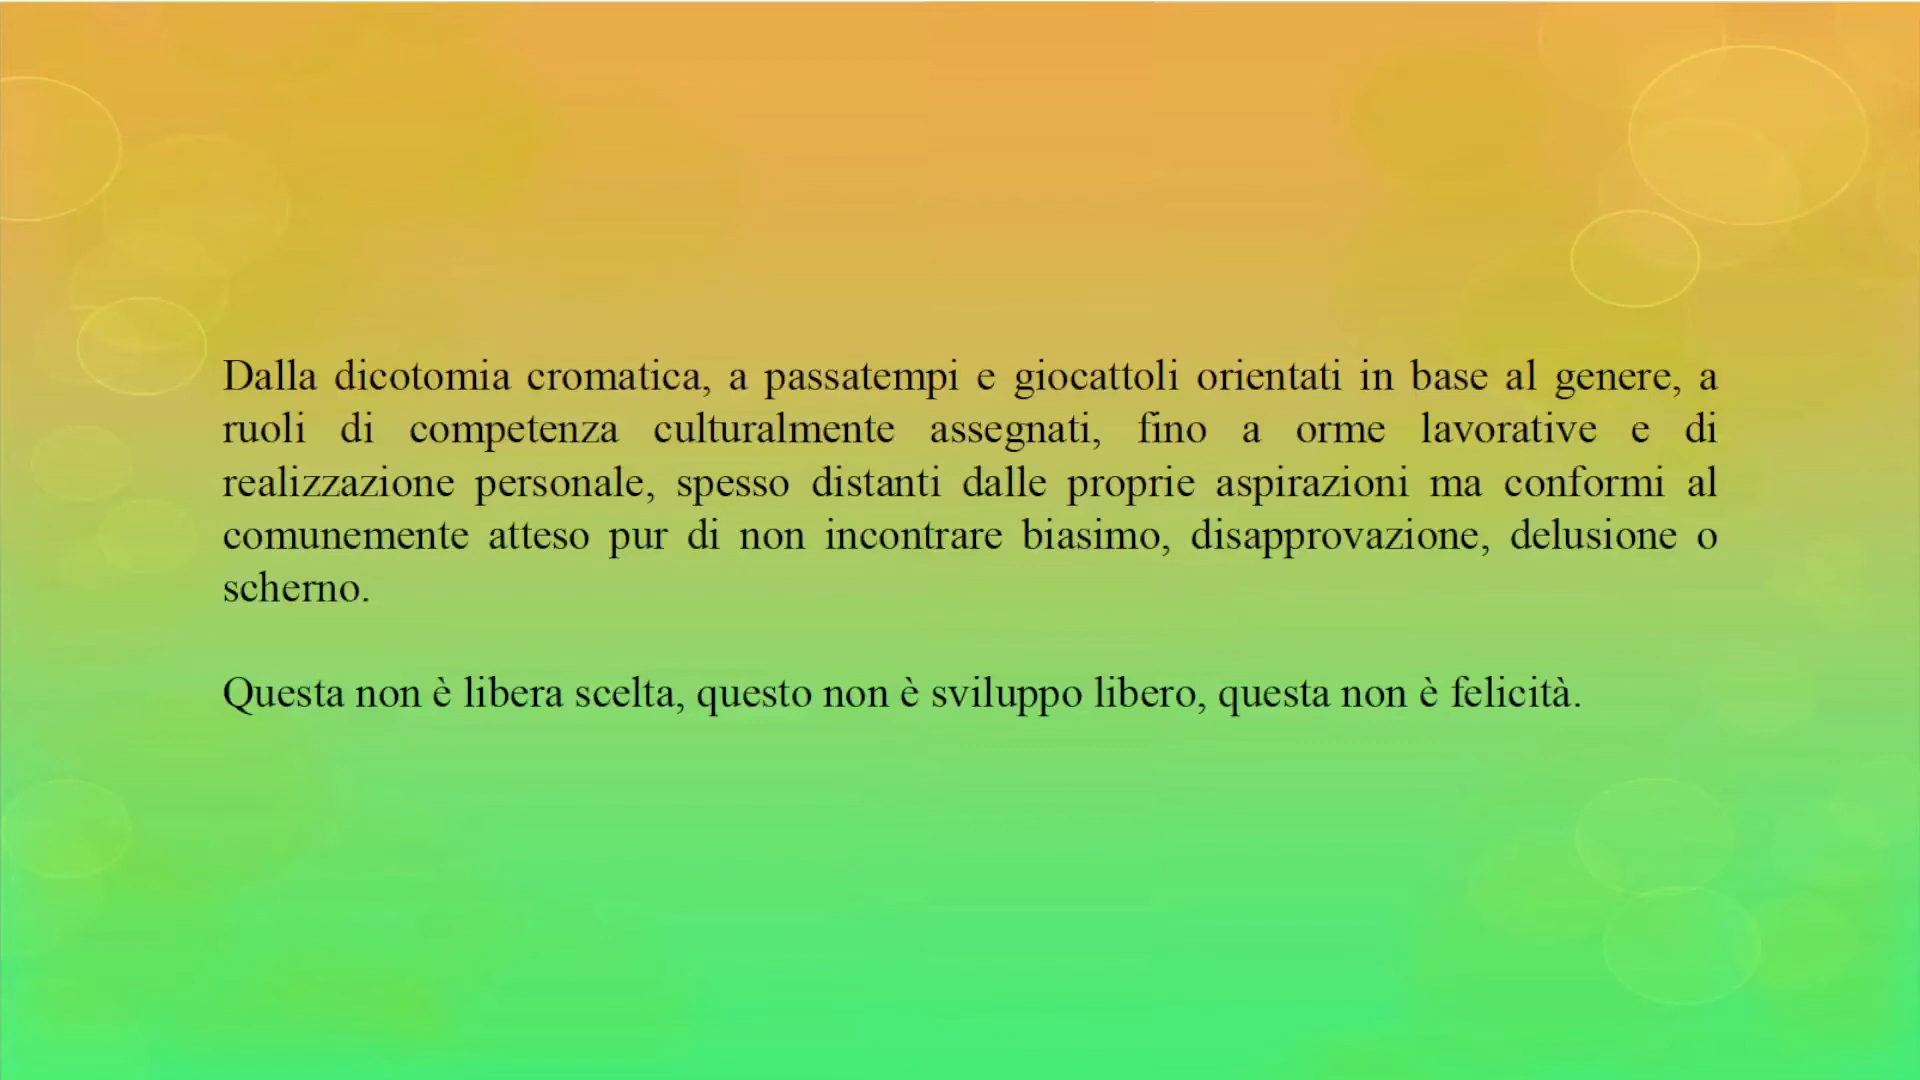 Dalla dicotomia cromatica, a passatempi e giocattoli orientati in base al genere, a
ruoli di competenza culturalmente assegnati, fino a orme lavorative e di
realizzazione personale, spesso distanti dalle proprie aspirazioni ma conformi al
comunemente atteso pur di non incontrare biasimo, disapprovazione, delusione o
scherno.
Questa non è libera scelta, questo non è sviluppo libero, questa non è felicità.